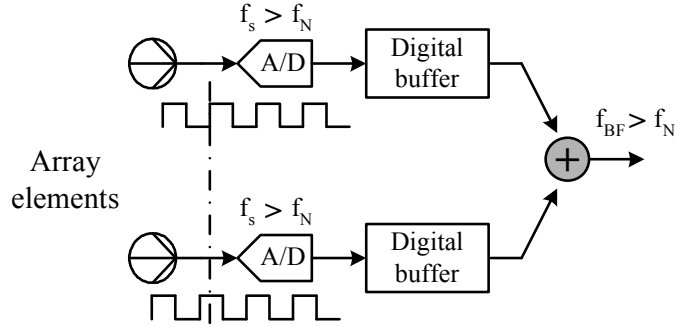 f_s > f_N
A/D
Digital
buffer
f_BF > f_N
+
Array
elements
f_s > f_N
A/D
Digital
buffer